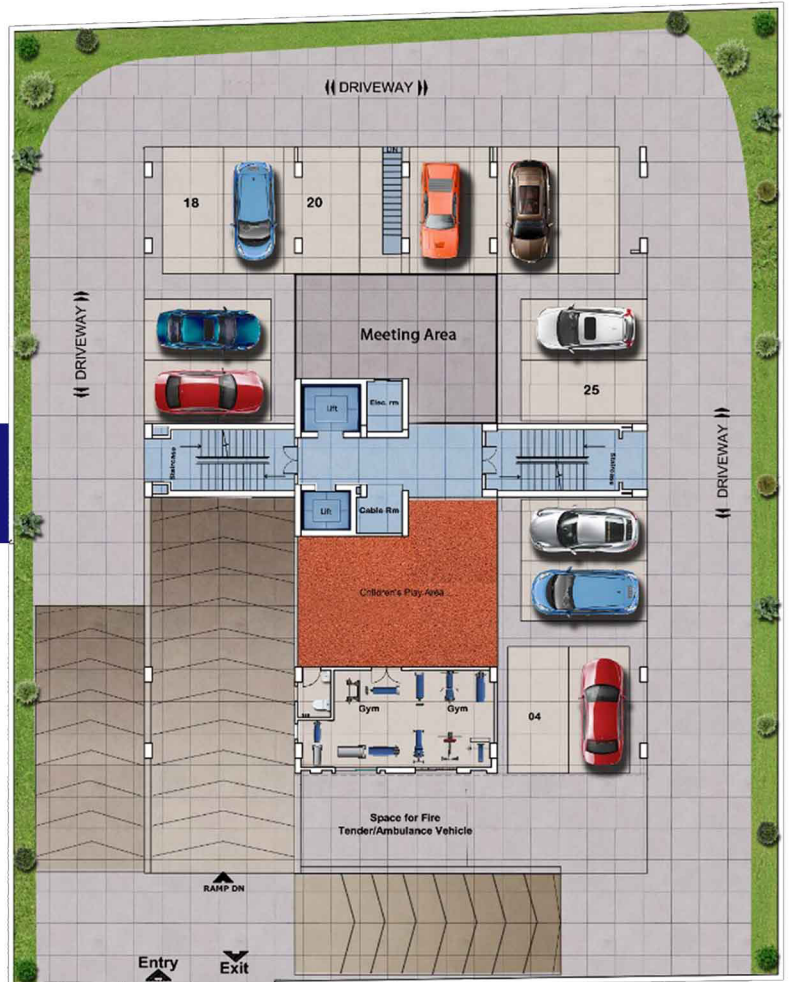 DRIVEWAY
DN
18
20
DRIVEWAY
Meeting Area
25
Lift
Elec. rm
DRIVEWAY
Staircase
Staircase
Lift
Cable Rm
Children's Play Area
Gym
Gym
04
Space for Fire
Tender/Ambulance Vehicle
RAMP DN
Entry
Exit